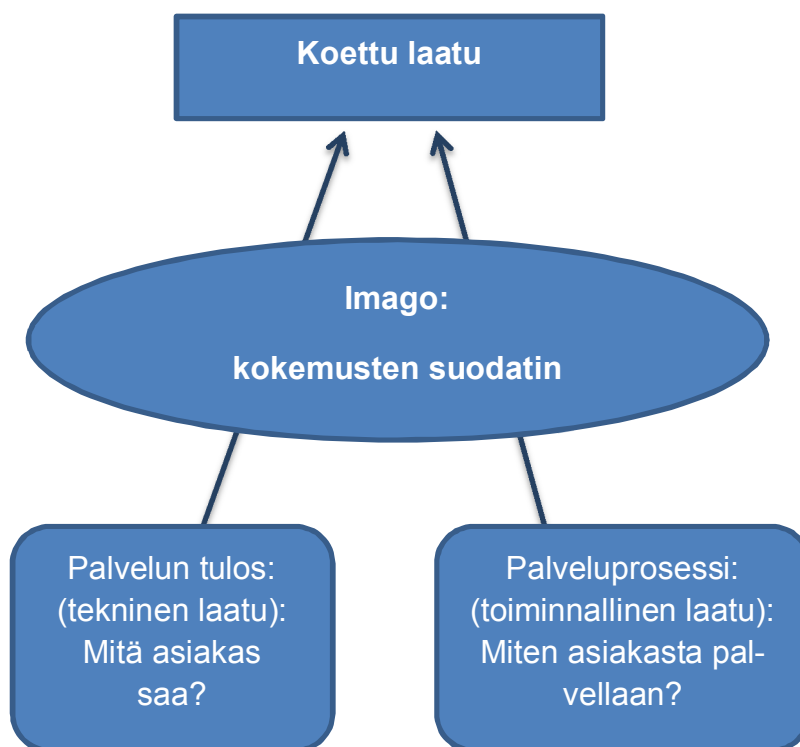 Koettu laatu
Imago:
kokemusten suodatin
Palvelun tulos:
(tekninen laatu):
Mitä asiakas
saa?
Palveluprosessi:
(toiminnallinen laatu):
Miten asiakasta pal-
vellaan?